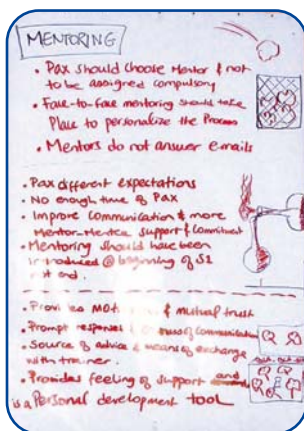 MENTORING
• Pax should choose Mentor & not
to be assigned compulsory
• Face-to-face mentoring should take
Place to personalize the Process
• Mentors do not answer emails
• Pax different expectations
• No enough time of Pax
• Improve communication & more
Mentor-Mentee support & commitment
• Mentoring should have been
introduced @ beginning of S1
not end.
• Provides & mutual trust
• Prompt responses of communication
• Source of advice & means of exchange
with trainer.
• Provides feeling of support and
is a Personal development tool